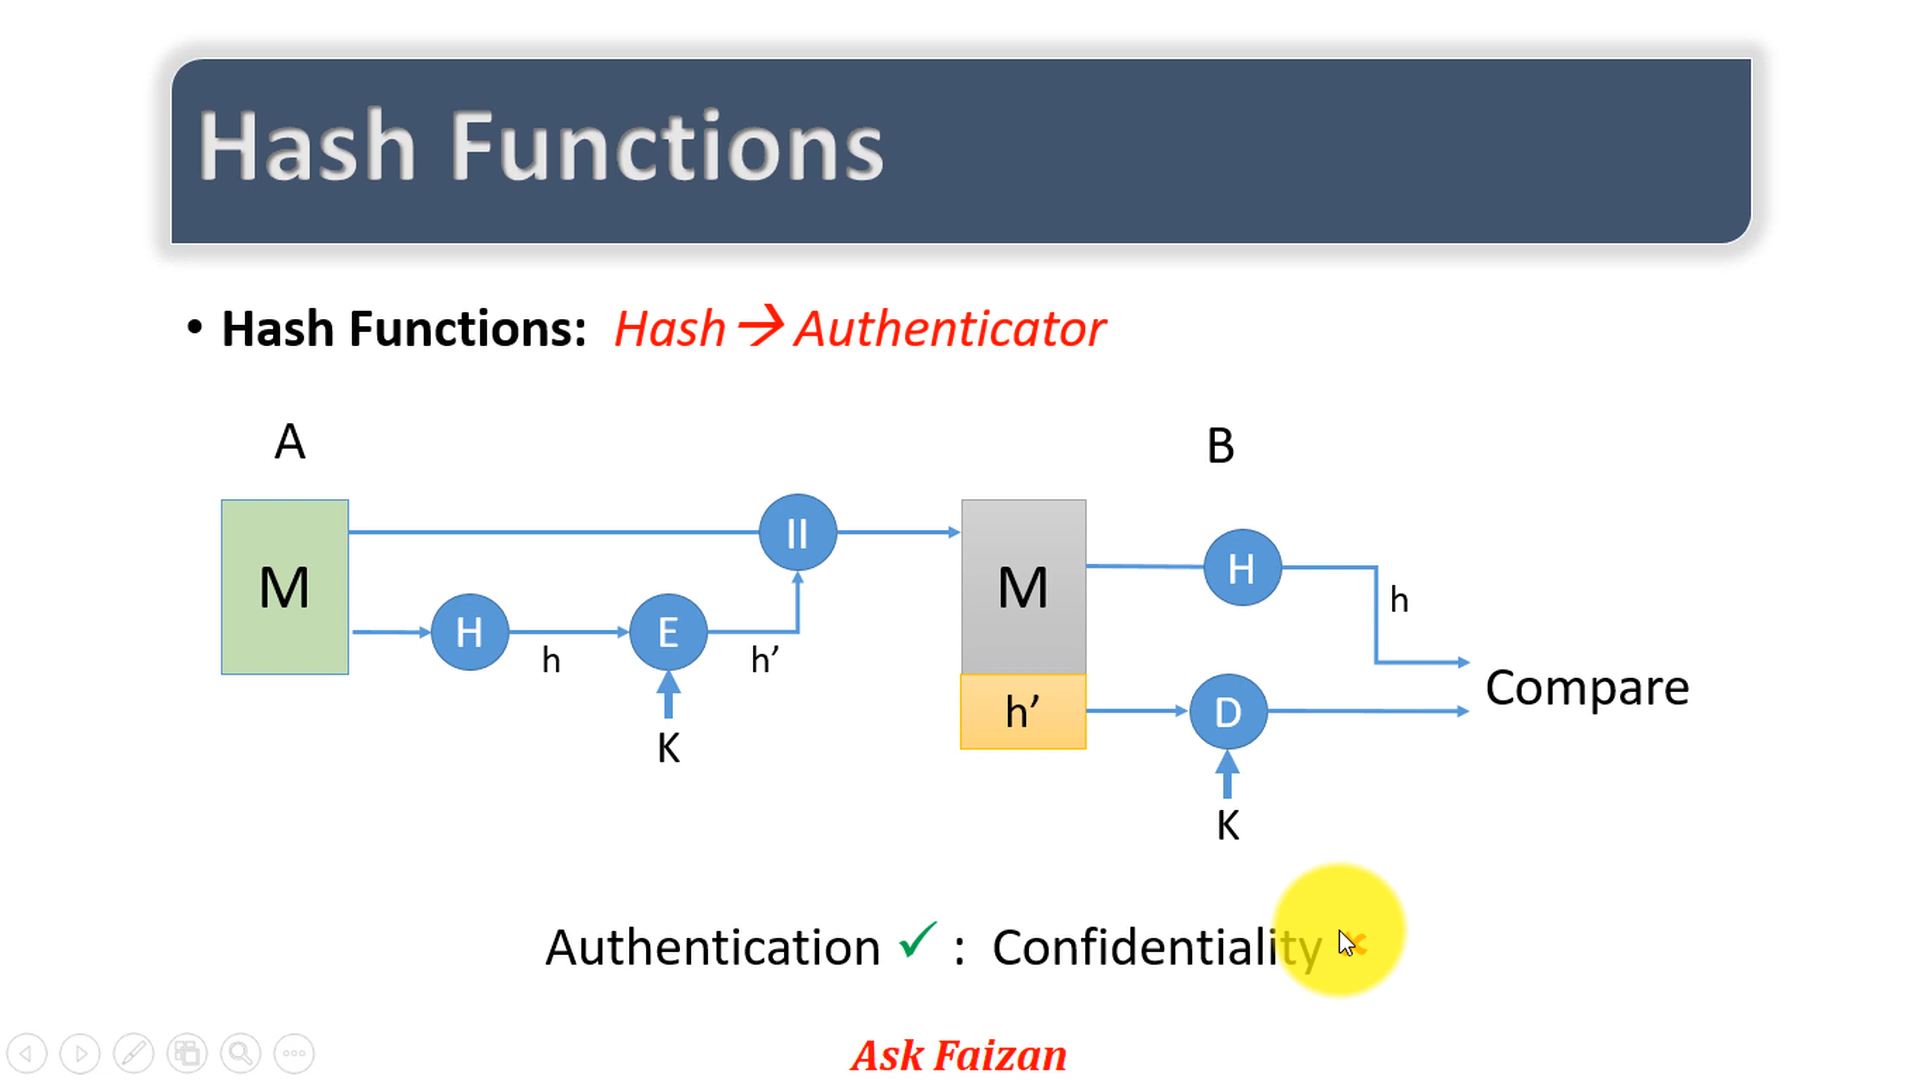 Hash Functions
• Hash Functions: Hash → Authenticator
A
B
M
II
H
h
E
h’
K
M
h’
H
h
D
K
Compare
Authentication ✓ : Confidentiality ×
Ask Faizan